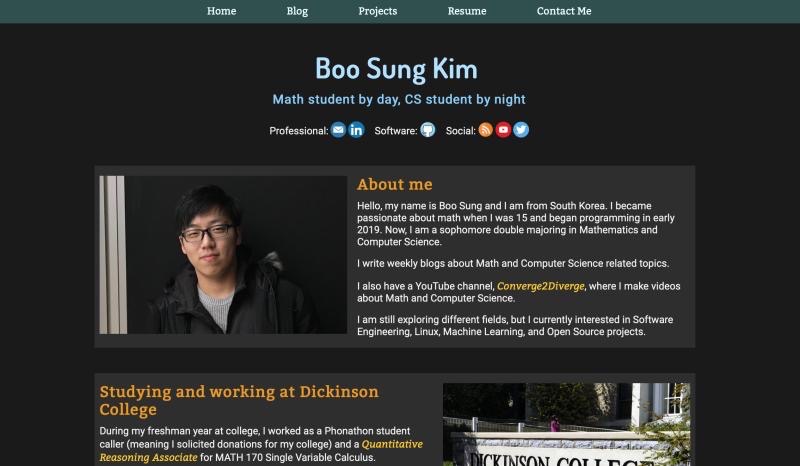 Home Blog Projects Resume Contact Me
Boo Sung Kim
Math student by day, CS student by night
Professional: in Software: Social:
About me
Hello, my name is Boo Sung and I am from South Korea. I became
passionate about math when I was 15 and began programming in early
2019. Now, I am a sophomore double majoring in Mathematics and
Computer Science.
I write weekly blogs about Math and Computer Science related topics.
I also have a YouTube channel, Converge2Diverge, where I make videos
about Math and Computer Science.
I am still exploring different fields, but I currently interested in Software
Engineering, Linux, Machine Learning, and Open Source projects.
Studying and working at Dickinson
College
During my freshman year at college, I worked as a Phonathon student
caller (meaning I solicited donations for my college) and a Quantitative
Reasoning Associate for MATH 170 Single Variable Calculus.
DICKINSON COLLEGE